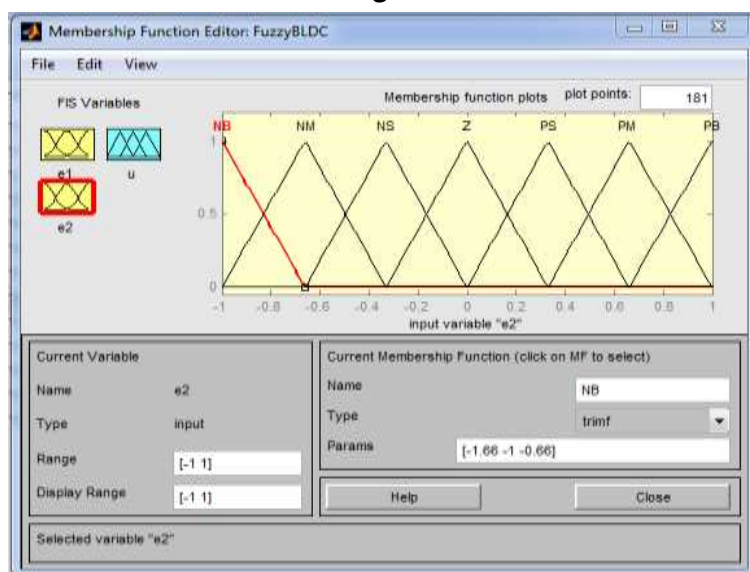 Membership Function Editor: FuzzyBLDC
File Edit View
FIS Variables
Membership function plots plot points: 181
NB NM NS Z PS PM PB
e1 u
e2
1
0.5
0
-1 -0.8 -0.6 -0.4 -0.2 0 0.2 0.4 0.6 0.8 1
input variable "e2"
Current Variable
Name e2
Type input
Range [-1 1]
Display Range [-1 1]
Current Membership Function (click on MF to select)
Name NB
Type trimf
Params [-1.66 -1 -0.66]
Help Close
Selected variable "e2"